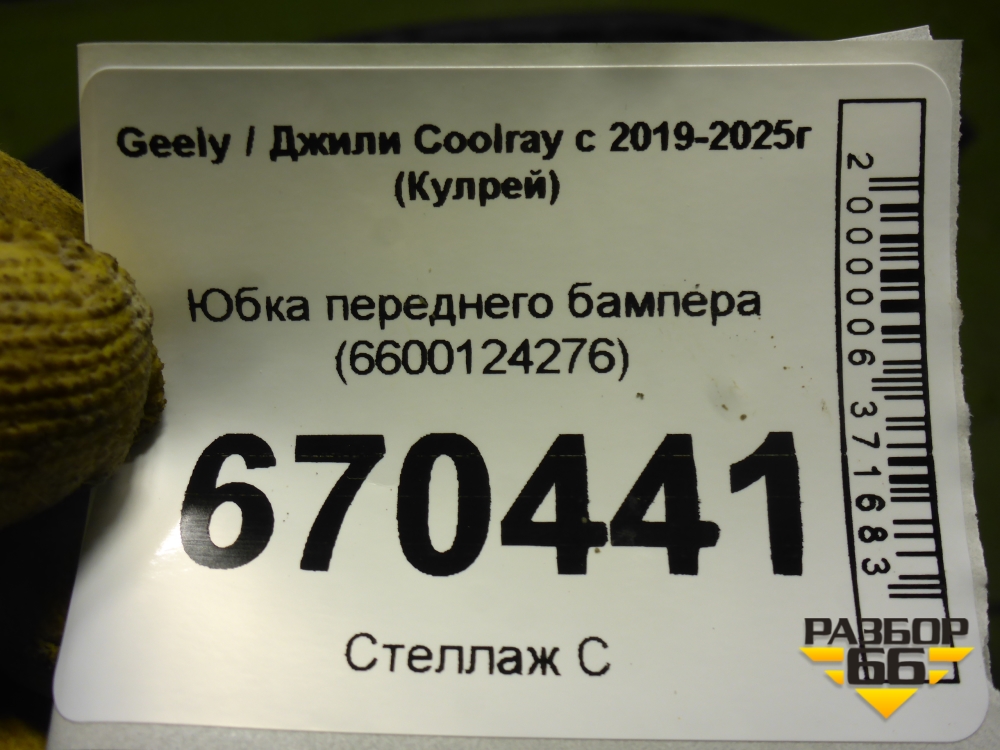 Geely / Джили Coolray с 2019-2025г
(Кулрей)
Юбка переднего бампера
(6600124276)
670441
Стеллаж С
2000006371683
РАЗБОР
66